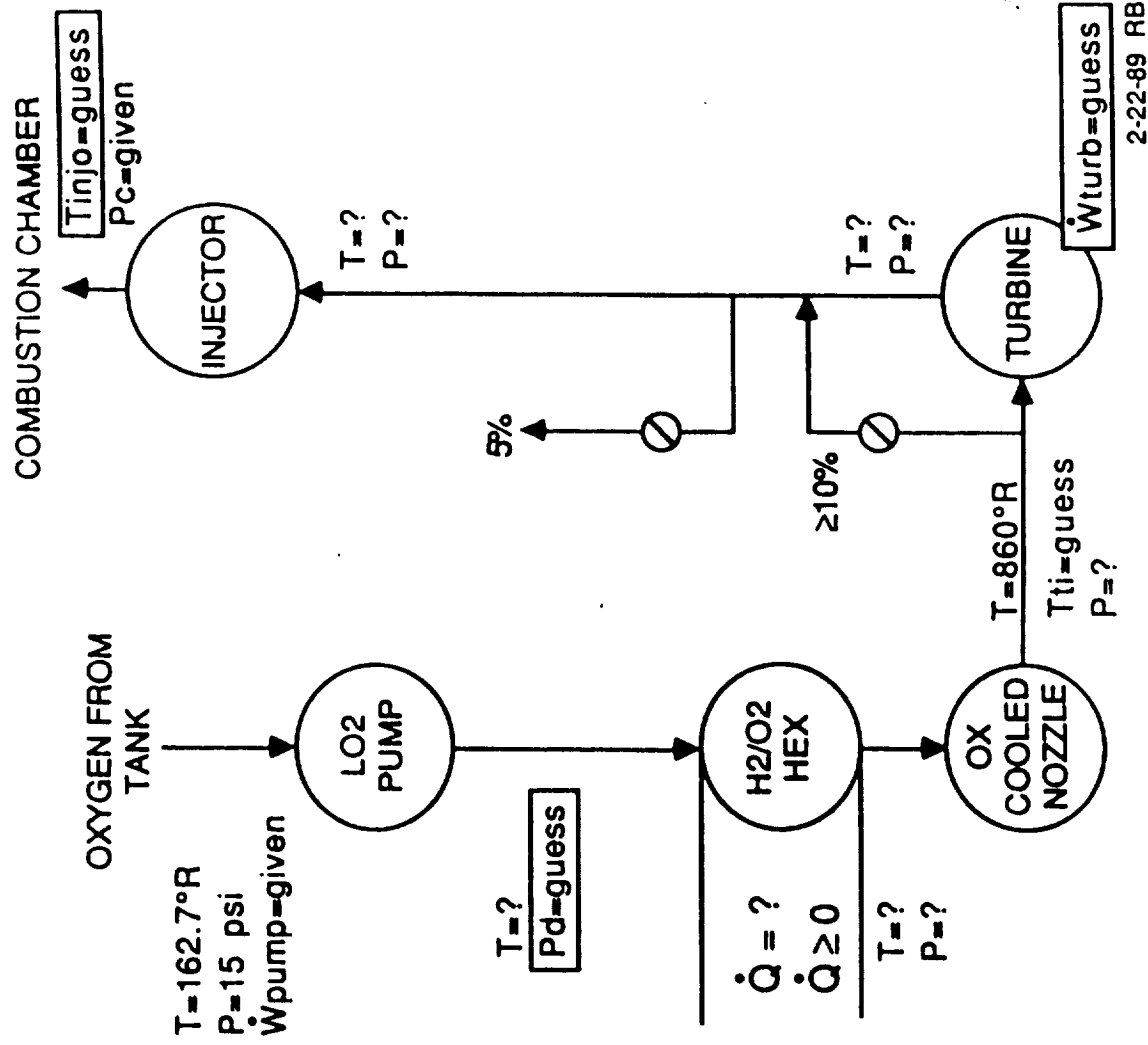 COMBUSTION CHAMBER
Tinjo=guess
Pc=given
INJECTOR
T=?
P=?
5%
≥10%
T=?
P=?
TURBINE
Ẇturb=guess
2-22-89 RB
OXYGEN FROM
TANK
T=162.7°R
P=15 psi
Ẇpump=given
LO2
PUMP
T=?
Pd=guess
H2/O2
HEX
Q̇ = ?
Q̇ ≥ 0
T=?
P=?
OX
COOLED
NOZZLE
T=860°R
Tti=guess
P=?